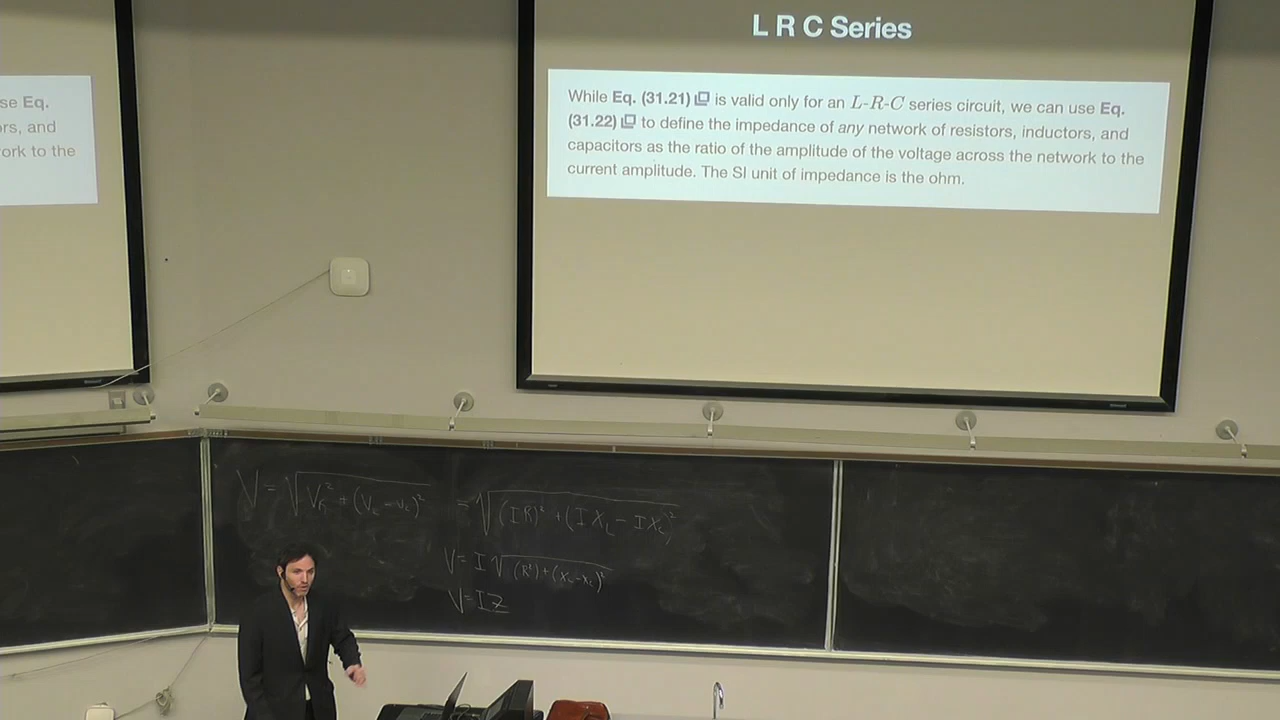 se Eq.
rs, and
ork to the
L R C Series
While Eq. (31.21) is valid only for an L-R-C series circuit, we can use Eq.
(31.22) to define the impedance of any network of resistors, inductors, and
capacitors as the ratio of the amplitude of the voltage across the network to the
current amplitude. The SI unit of impedance is the ohm.
V = √(V_R² + (V_L - V_C)²) = √((IR)² + (IX_L - IX_C)²)
V = I √((R²) + (X_L - X_C)²)
V = IZ